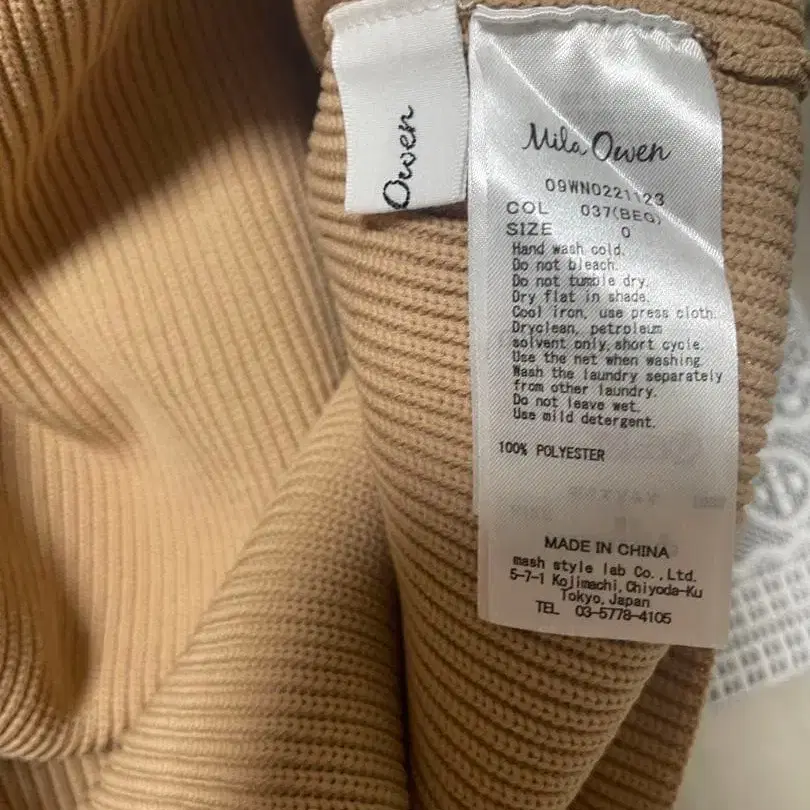 Owen
Mila Owen
09WN0221123
COL 037(BEG)
SIZE 0
Hand wash cold.
Do not bleach.
Do not tumble dry.
Dry flat in shade.
Cool iron, use press cloth.
Dryclean, petroleum
solvent only, short cycle.
Use the net when washing.
Wash the laundry separately
from other laundry.
Do not leave wet.
Use mild detergent.
100% POLYESTER
MADE IN CHINA
mash style lab Co., Ltd.
5-7-1 Kojimachi, Chiyoda-Ku
Tokyo, Japan
TEL 03-5778-4105